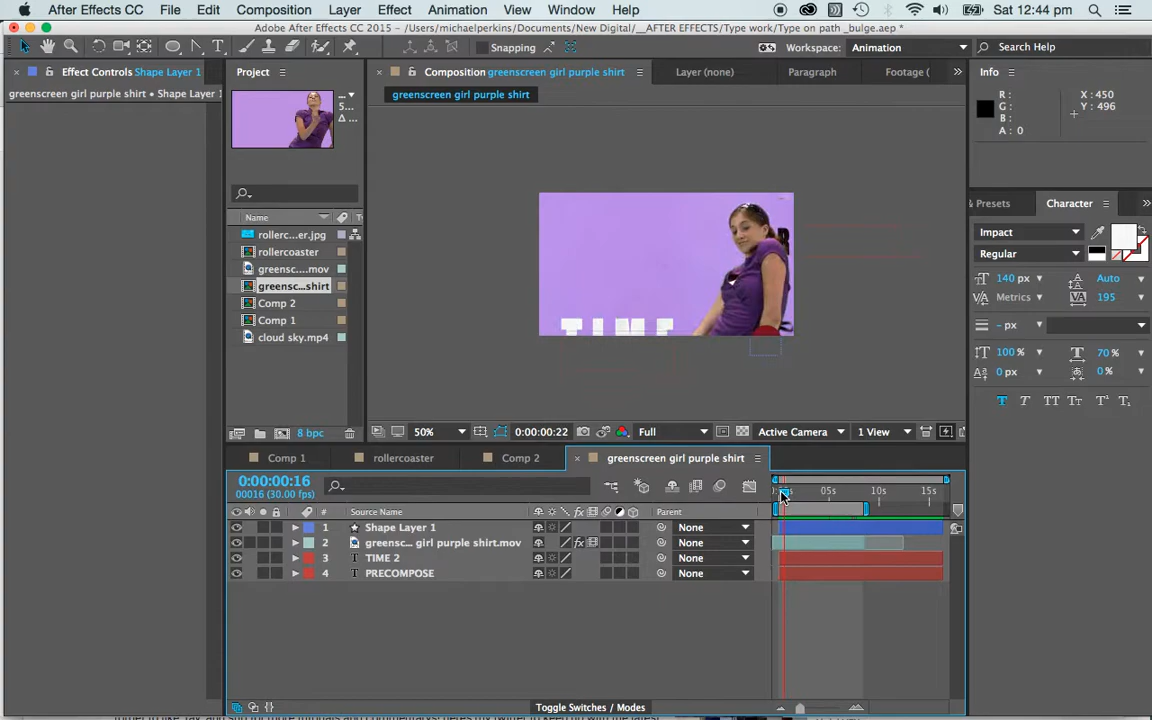 After Effects CC File Edit Composition Layer Effect Animation View Window Help Sat 12:44 pm
After Effects CC 2015 - /Users/michaelperkins/Documents/New Digital/__AFTER EFFECTS/Type work/Type on path _bulge.aep *
Snapping Workspace: Animation Search Help
Effect Controls Shape Layer 1 Project Composition greenscreen girl purple shirt Layer (none) Paragraph Footage ( Info
greenscreen girl purple shirt • Shape Layer 1
greenscreen girl purple shirt
R :
G :
B :
A : 0
X : 450
Y : 496
Presets Character
Name
rollerc...er.jpg
rollercoaster
greensc....mov
greensc...shirt
Comp 2
Comp 1
cloud sky.mp4
TIME
Impact
Regular
140 px Auto
Metrics 195
- px
100 % 70 %
0 px 0 %
T T TT Tт T¹ T₁
8 bpc 50% 0:00:00:22 Full Active Camera 1 View
Comp 1 rollercoaster Comp 2 greenscreen girl purple shirt
0:00:00:16
00016 (30.00 fps)
05s 10s 15s
# Source Name Parent
1 Shape Layer 1 None
2 greensc... girl purple shirt.mov None
3 TIME 2 None
4 PRECOMPOSE None
Toggle Switches / Modes